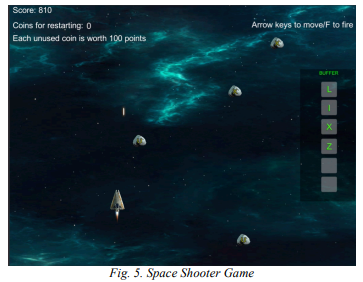 Score: 810
Coins for restarting: 0
Arrow keys to move/F to fire
Each unused coin is worth 100 points
BUFFER
L
I
X
Z
Fig. 5. Space Shooter Game